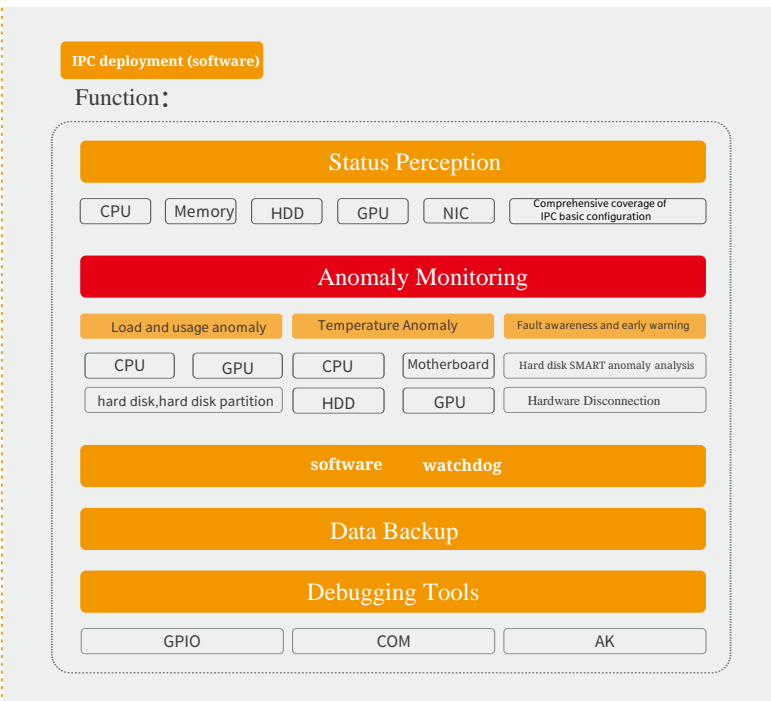 IPC deployment (software)
Function：
Status Perception
CPU
Memory
HDD
GPU
NIC
Comprehensive coverage of
IPC basic configuration
Anomaly Monitoring
Load and usage anomaly
Temperature Anomaly
Fault awareness and early warning
CPU
GPU
CPU
Motherboard
Hard disk SMART anomaly analysis
hard disk,hard disk partition
HDD
GPU
Hardware Disconnection
software watchdog
Data Backup
Debugging Tools
GPIO
COM
AK